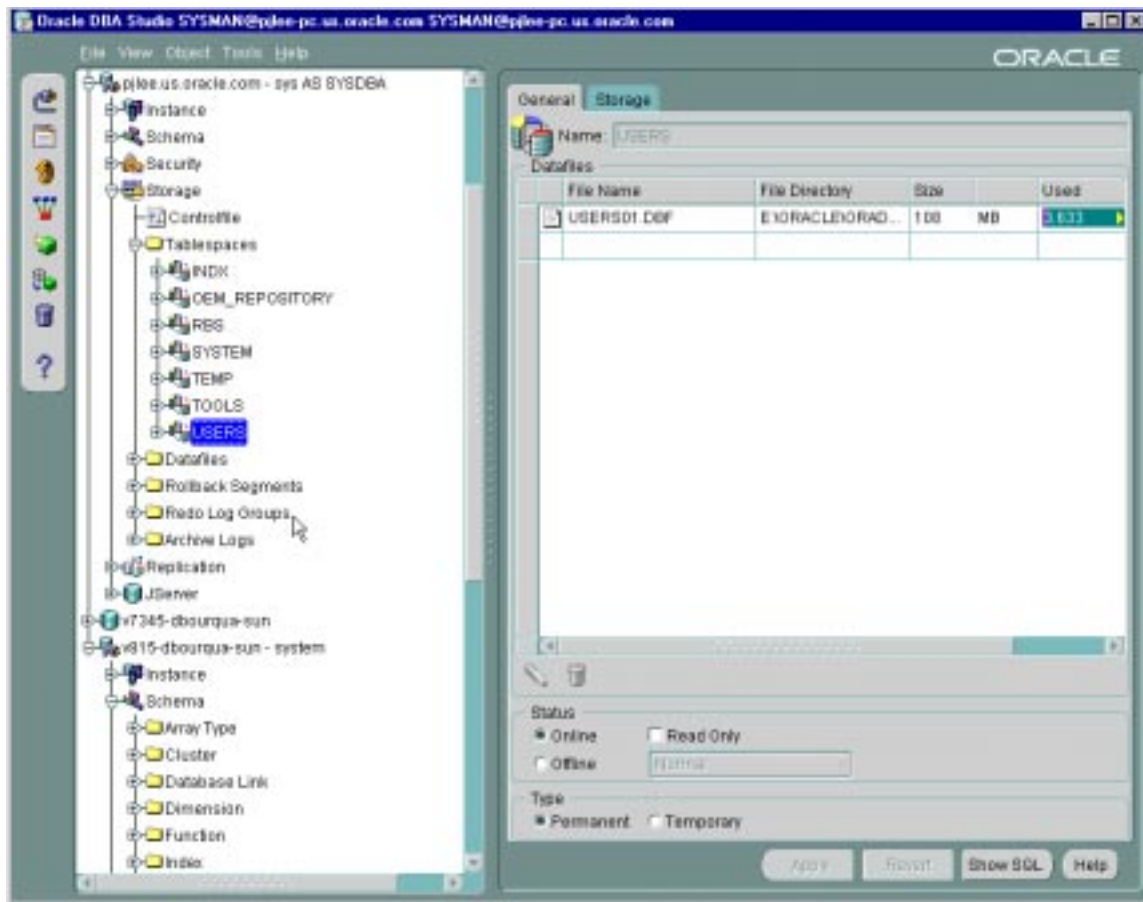 Oracle DBA Studio SYSMAN@pjlee-pc.us.oracle.com SYSMAN@pjlee-pc.us.oracle.com
File View Object Tools Help
ORACLE
pjlee.us.oracle.com - sys AS SYSDBA
Instance
Schema
Security
Storage
Controlfile
Tablespaces
INDX
OEM_REPOSITORY
RBS
SYSTEM
TEMP
TOOLS
USERS
Datafiles
Rollback Segments
Redo Log Groups
Archive Logs
Replication
JServer
v7345-dbourqua-sun
v815-dbourqua-sun - system
Instance
Schema
Array Type
Cluster
Database Link
Dimension
Function
Index
General Storage
Name: USERS
Datafiles
File Name File Directory Size Used
USERS01.DBF E:\ORACLE\ORAD... 108 MB 3.633
Status
Online Read Only
Offline Normal
Type
Permanent Temporary
Apply Revert Show SQL Help